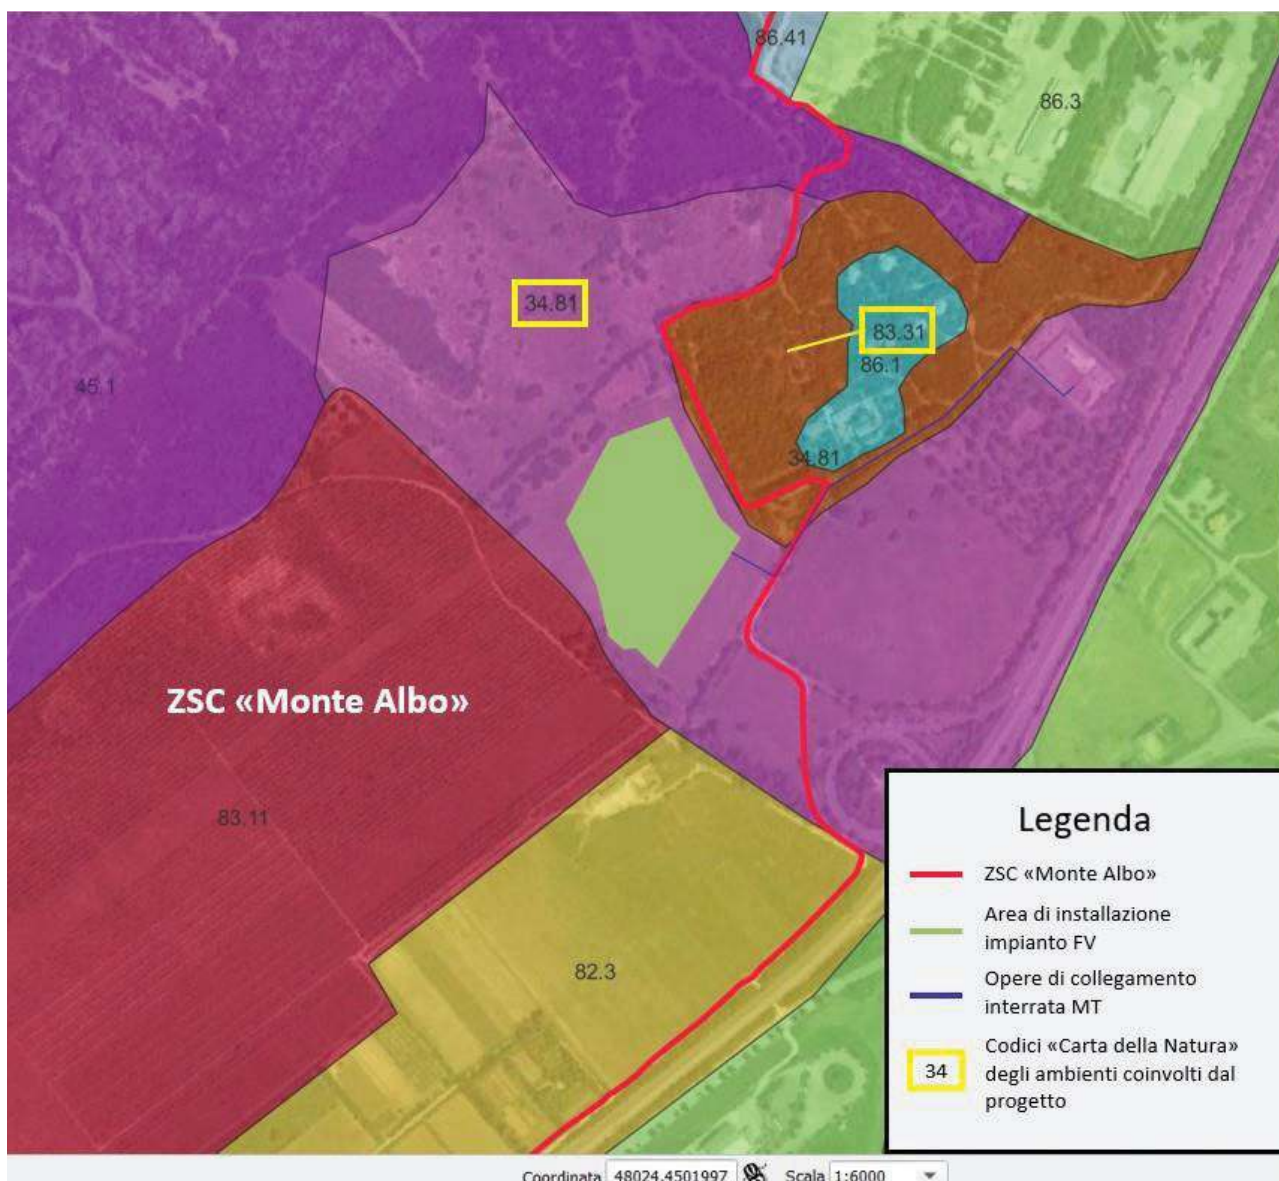 86.41
86.3
34.81
83.31
86.1
45.1
34.81
ZSC «Monte Albo»
83.11
82.3
Legenda
ZSC «Monte Albo»
Area di installazione
impianto FV
Opere di collegamento
interrata MT
Codici «Carta della Natura»
34 degli ambienti coinvolti dal
progetto
Coordinata 48024,4501997 Scala 1:6000